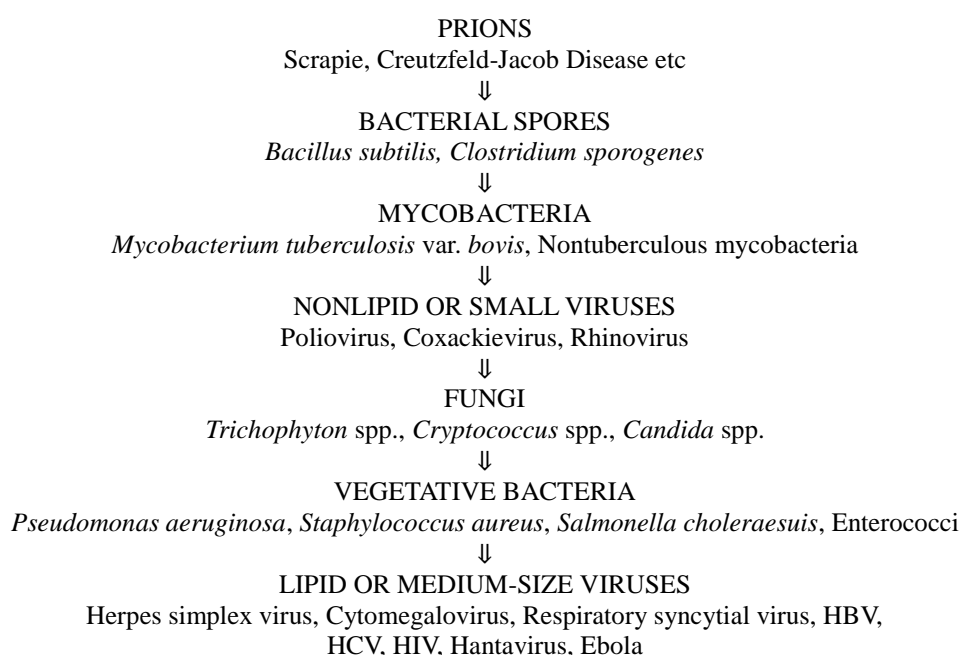 PRIONS
Scrapie, Creutzfeld-Jacob Disease etc
⇓
BACTERIAL SPORES
Bacillus subtilis, Clostridium sporogenes
⇓
MYCOBACTERIA
Mycobacterium tuberculosis var. bovis, Nontuberculous mycobacteria
⇓
NONLIPID OR SMALL VIRUSES
Poliovirus, Coxackievirus, Rhinovirus
⇓
FUNGI
Trichophyton spp., Cryptococcus spp., Candida spp.
⇓
VEGETATIVE BACTERIA
Pseudomonas aeruginosa, Staphylococcus aureus, Salmonella choleraesuis, Enterococci
⇓
LIPID OR MEDIUM-SIZE VIRUSES
Herpes simplex virus, Cytomegalovirus, Respiratory syncytial virus, HBV,
HCV, HIV, Hantavirus, Ebola